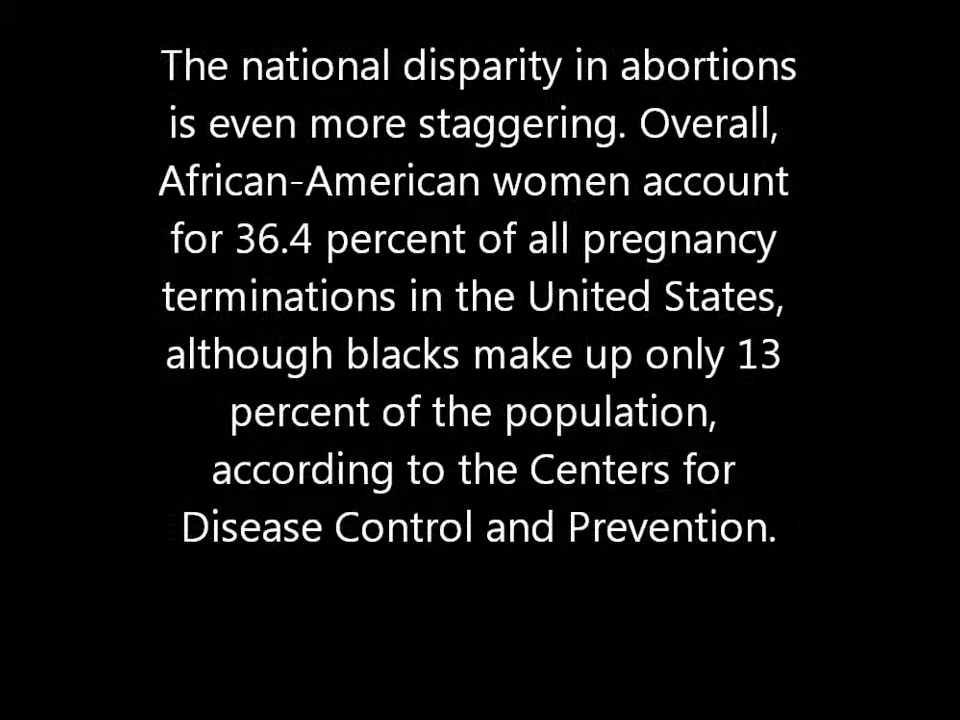 The national disparity in abortions
is even more staggering. Overall,
African-American women account
for 36.4 percent of all pregnancy
terminations in the United States,
although blacks make up only 13
percent of the population,
according to the Centers for
Disease Control and Prevention.